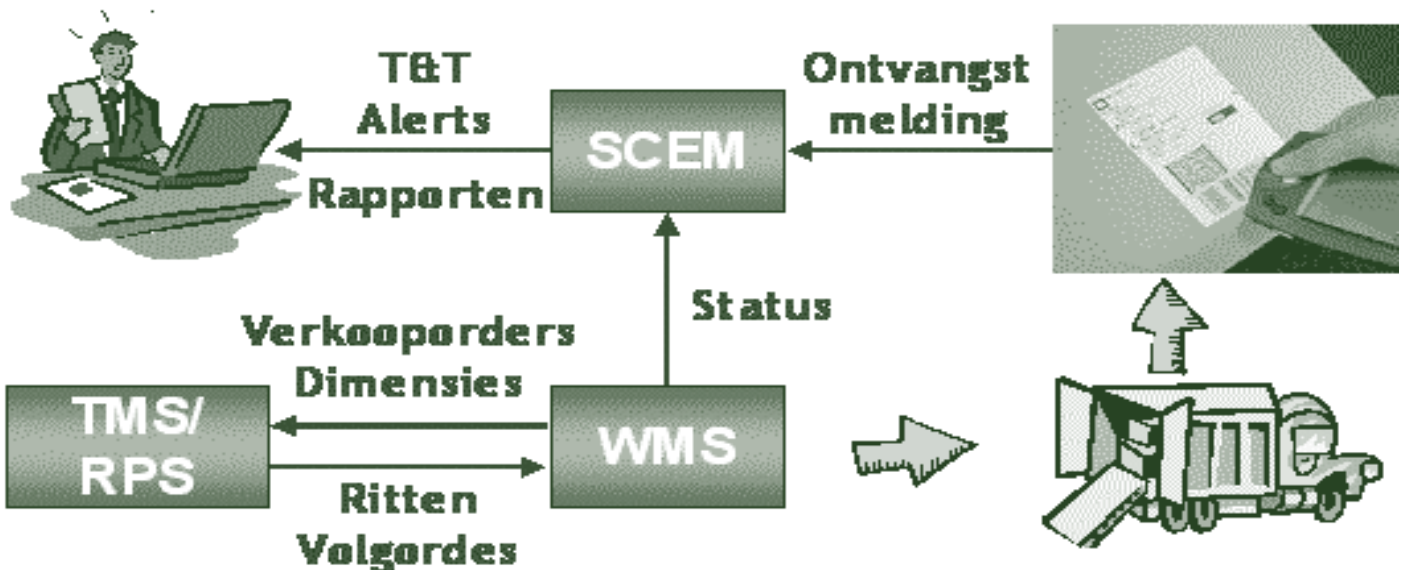 T&T
Alerts
Rapporten
SCEM
Ontvangst
melding
Status
Verkooporders
Dimensies
TMS/
RPS
WMS
Ritten
Volgordes